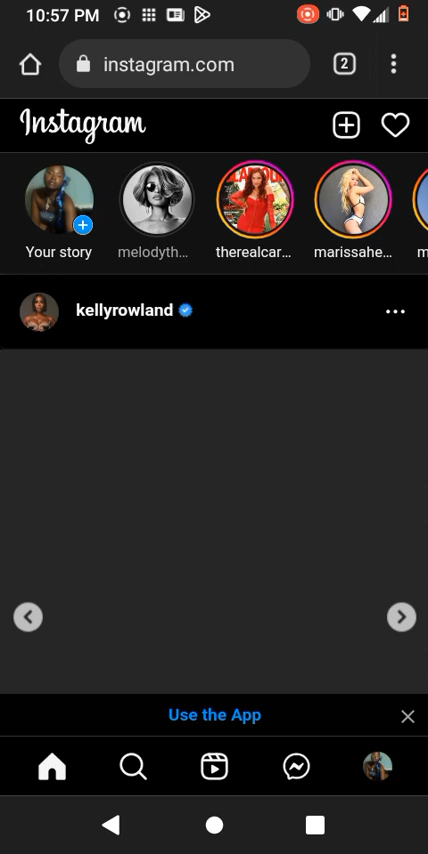 10:57 PM
instagram.com
2
Instagram
Your story
melodyth...
therealcar...
marissahe...
kellyrowland
Use the App